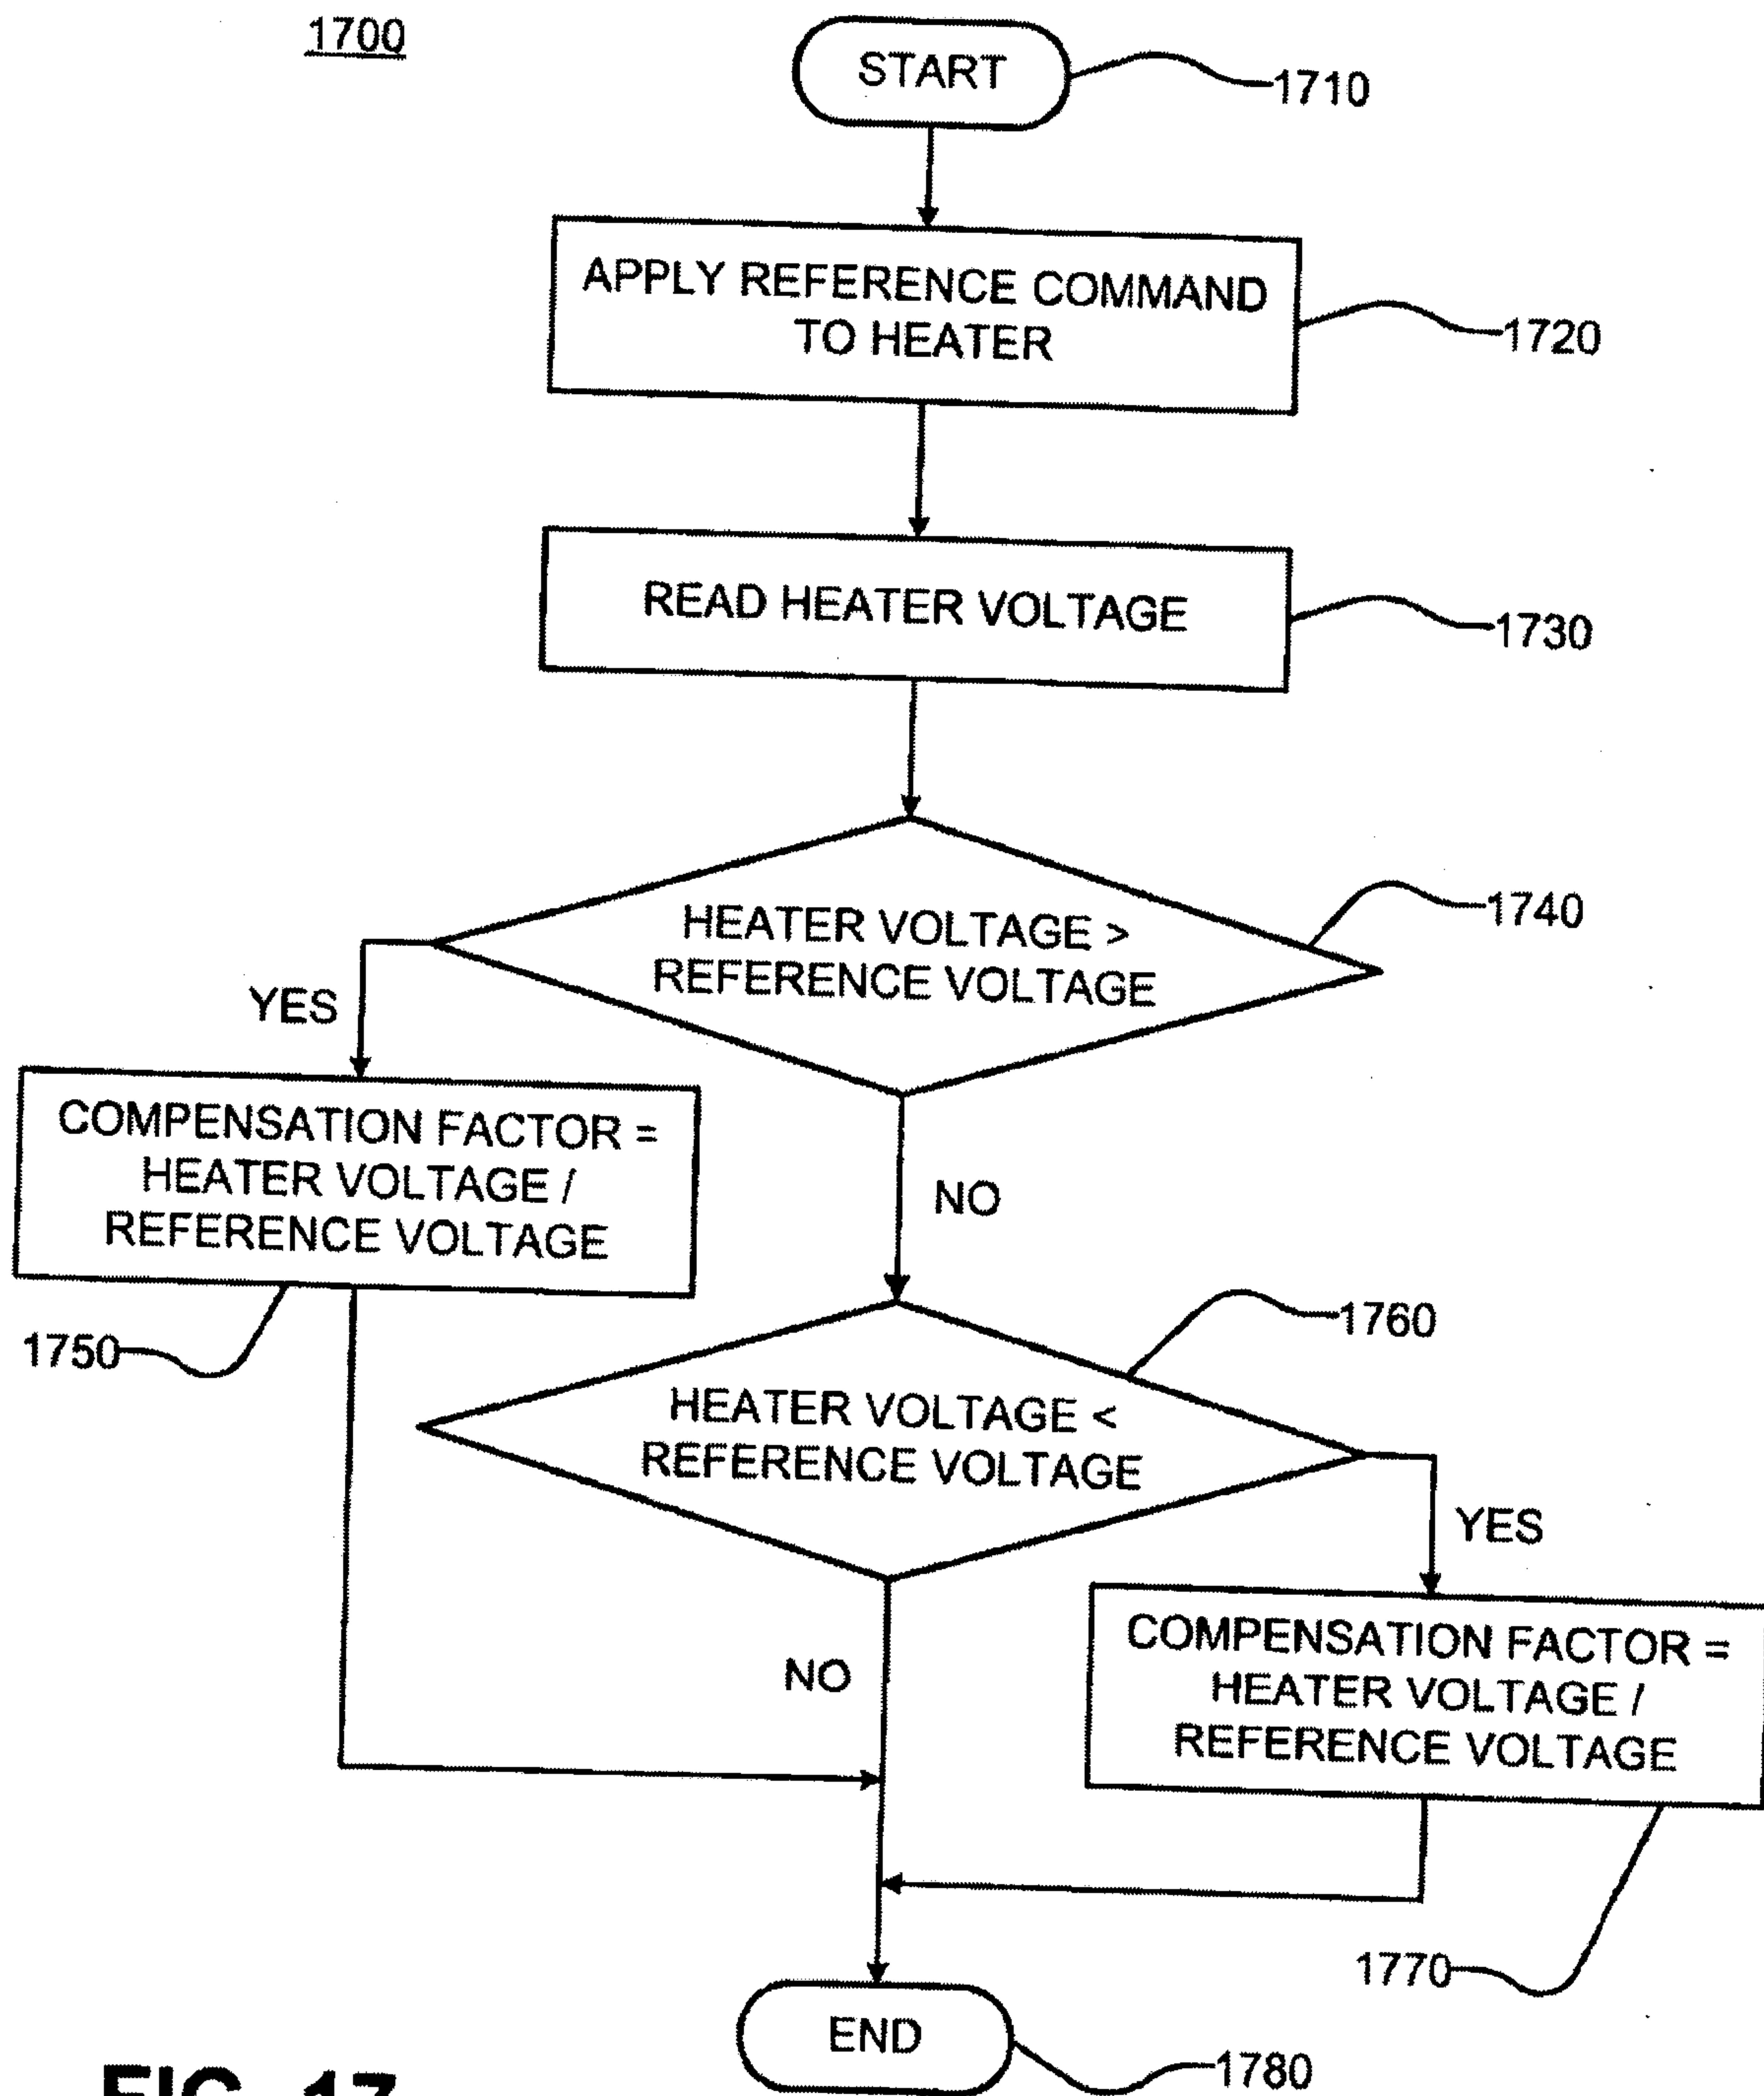 1700
START
1710
APPLY REFERENCE COMMAND
TO HEATER
1720
READ HEATER VOLTAGE
1730
HEATER VOLTAGE >
REFERENCE VOLTAGE
1740
YES
COMPENSATION FACTOR =
HEATER VOLTAGE /
REFERENCE VOLTAGE
1750
NO
1760
HEATER VOLTAGE <
REFERENCE VOLTAGE
YES
NO
COMPENSATION FACTOR =
HEATER VOLTAGE /
REFERENCE VOLTAGE
1770
END
1780
FIG. 17